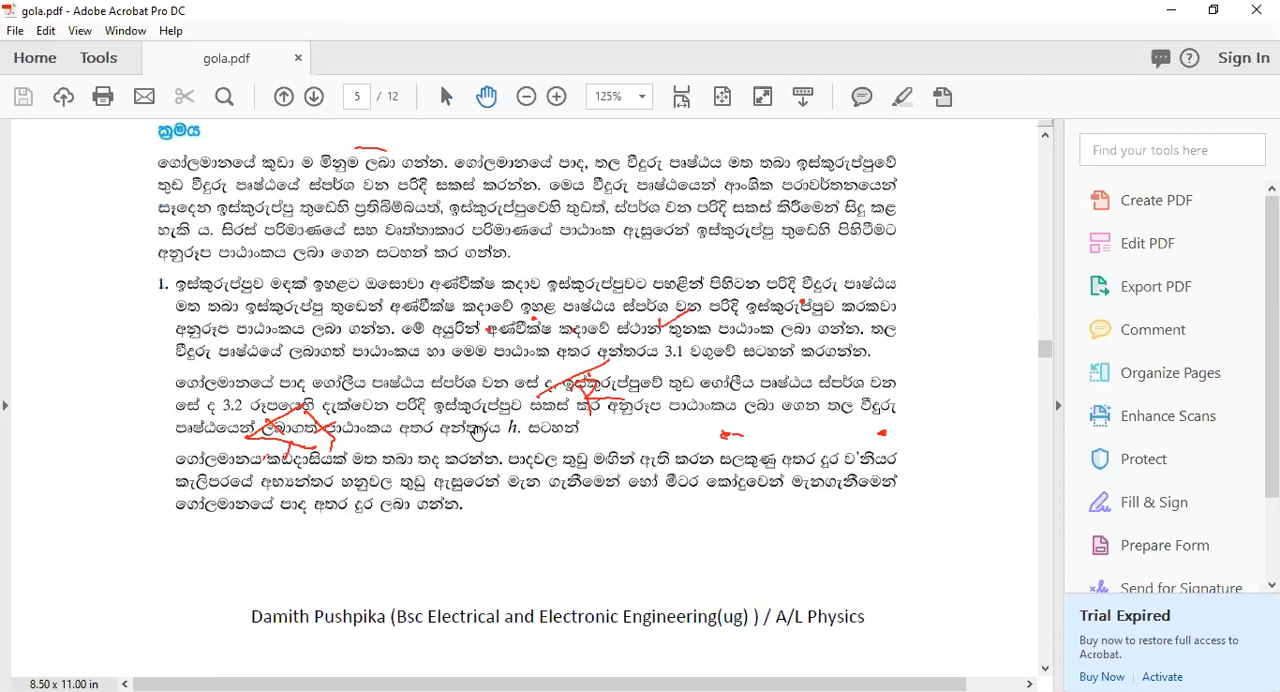 gola.pdf - Adobe Acrobat Pro DC
File Edit View Window Help
Home Tools gola.pdf × Sign In
5 / 12 125%
ක්‍රමය
ගෝලමානයේ කුඩා ම මිනුම ලබා ගන්න. ගෝලමානයේ පාද, තල වීදුරු පෘෂ්ඨය මත තබා ඉස්කුරුප්පුවේ
තුඩ වීදුරු පෘෂ්ඨයේ ස්පර්ශ වන පරිදි සකස් කරන්න. මෙය වීදුරු පෘෂ්ඨයෙන් ආංශික පරාවර්තනයෙන්
සෑදෙන ඉස්කුරුප්පු තුඩෙහි ප්‍රතිබිම්බයත්, ඉස්කුරුප්පුවෙහි තුඩත්, ස්පර්ශ වන පරිදි සකස් කිරීමෙන් සිදු කළ
හැකි ය. සිරස් පරිමාණයේ සහ වෘත්තාකාර පරිමාණයේ පාඨාංක ඇසුරෙන් ඉස්කුරුප්පු තුඩෙහි පිහිටීමට
අනුරූප පාඨාංකය ලබා ගෙන සටහන් කර ගන්න.
1. ඉස්කුරුප්පුව මඳක් ඉහළට ඔසොවා අණ්වීක්ෂ කදාව ඉස්කුරුප්පුවට පහළින් පිහිටන පරිදි වීදුරු පෘෂ්ඨය
මත තබා ඉස්කුරුප්පු තුඩෙන් අණ්වීක්ෂ කදාවේ ඉහළ පෘෂ්ඨය ස්පර්ශ වන පරිදි ඉස්කුරුප්පුව කරකවා
අනුරූප පාඨාංකය ලබා ගන්න. මේ අයුරින් අණ්වීක්ෂ කදාවේ ස්ථාන තුනක පාඨාංක ලබා ගන්න. තල
වීදුරු පෘෂ්ඨයේ ලබාගත් පාඨාංකය හා මෙම පාඨාංක අතර අන්තරය 3.1 වගුවේ සටහන් කරගන්න.
ගෝලමානයේ පාද ගෝලීය පෘෂ්ඨය ස්පර්ශ වන සේ ද ඉස්කුරුප්පුවේ තුඩ ගෝලීය පෘෂ්ඨය ස්පර්ශ වන
සේ ද 3.2 රූපයෙහි දැක්වෙන පරිදි ඉස්කුරුප්පුව සකස් කර අනුරූප පාඨාංකය ලබා ගෙන තල වීදුරු
පෘෂ්ඨයෙන් ලබාගත් පාඨාංකය අතර අන්තරය h. සටහන්
ගෝලමානය කඩදාසියක් මත තබා තද කරන්න. පාදවල තුඩු මඟින් ඇති කරන සලකුණු අතර දුර ව'නියර
කැලිපරයේ අභ්‍යන්තර හනුවල තුඩු ඇසුරෙන් මැන ගැනීමෙන් හෝ මීටර කෝදුවෙන් මැනගැනීමෙන්
ගෝලමානයේ පාද අතර දුර ලබා ගන්න.
Damith Pushpika (Bsc Electrical and Electronic Engineering(ug) ) / A/L Physics
8.50 x 11.00 in
Find your tools here
Create PDF
Edit PDF
Export PDF
Comment
Organize Pages
Enhance Scans
Protect
Fill & Sign
Prepare Form
Send for Signature
Trial Expired
Buy now to restore full access to
Acrobat.
Buy Now Activate